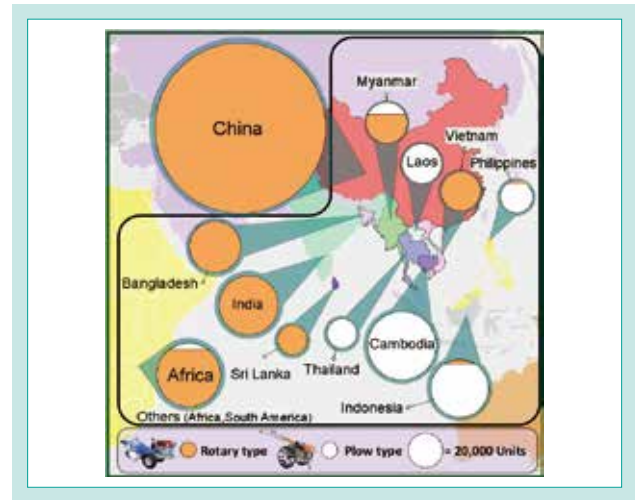 China
Myanmar
Vietnam
Laos
Philippines
Bangladesh
India
Sri Lanka
Thailand
Cambodia
Africa
Indonesia
Others (Africa,South America)
Rotary type
Plow type
= 20,000 Units